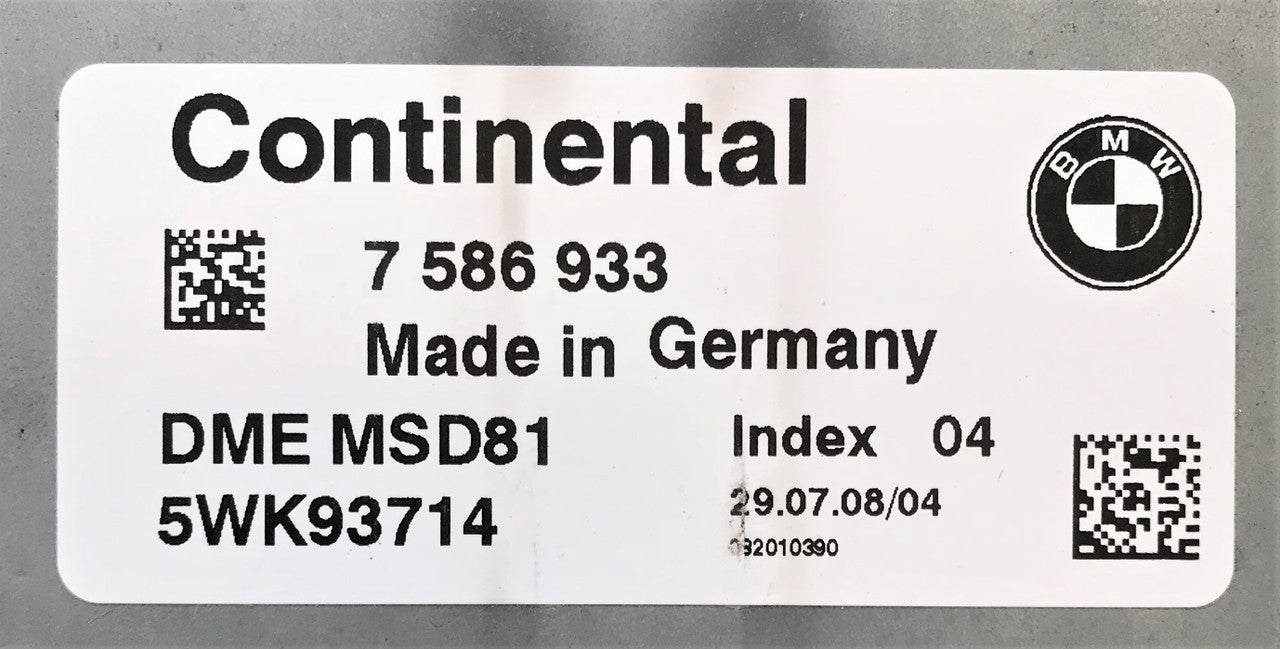 Continental
BMW
7 586 933
Made in Germany
DME MSD81
Index 04
5WK93714
29.07.08/04